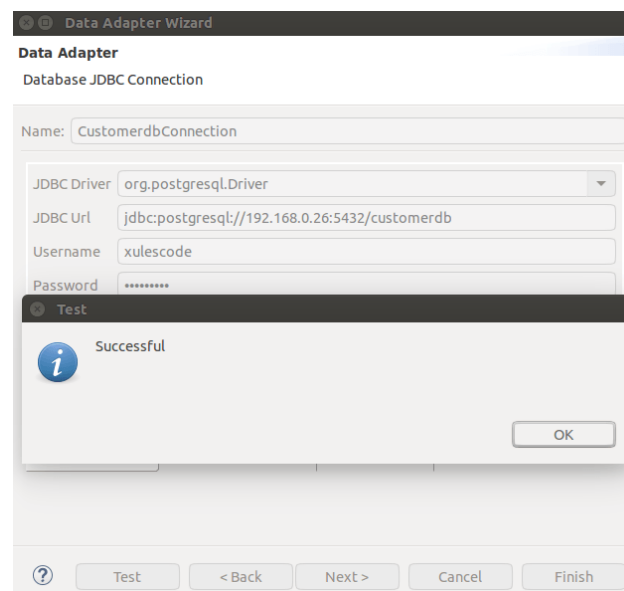 Data Adapter Wizard
Data Adapter
Database JDBC Connection
Name: CustomerdbConnection
JDBC Driver org.postgresql.Driver
JDBC Url jdbc:postgresql://192.168.0.26:5432/customerdb
Username xulescode
Password •••••••••
Test
Successful
OK
Test < Back Next > Cancel Finish